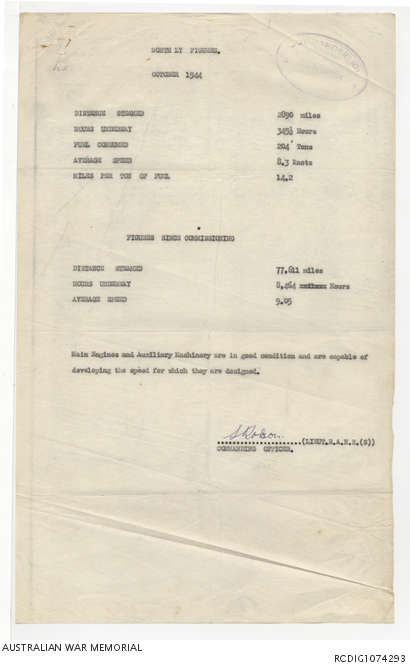 MONTHLY FIGURES.
OCTOBER 1944
DISTANCE STEAMED 2890 miles
HOURS UNDERWAY 345½ Hours
FUEL CONSUMED 204 Tons
AVERAGE SPEED 8.3 Knots
MILES PER TON OF FUEL 14.2
FIGURES SINCE COMMISSIONING
DISTANCE STEAMED 77,611 miles
HOURS UNDERWAY 8,464 Hours
AVERAGE SPEED 9.05
Main Engines and Auxiliary Machinery are in good condition and are capable of
developing the speed for which they are designed.
(LIEUT.R.A.N.R.(S))
COMMANDING OFFICER.
AUSTRALIAN WAR MEMORIAL
RCDIG1074293